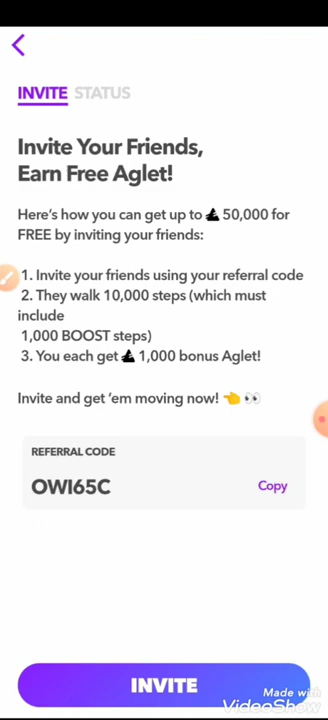 INVITE STATUS
Invite Your Friends,
Earn Free Aglet!
Here's how you can get up to 50,000 for
FREE by inviting your friends:
1. Invite your friends using your referral code
2. They walk 10,000 steps (which must
include
1,000 BOOST steps)
3. You each get 1,000 bonus Aglet!
Invite and get 'em moving now! 👈 👀
REFERRAL CODE
OWI65C Copy
INVITE
Made with
VideoShow